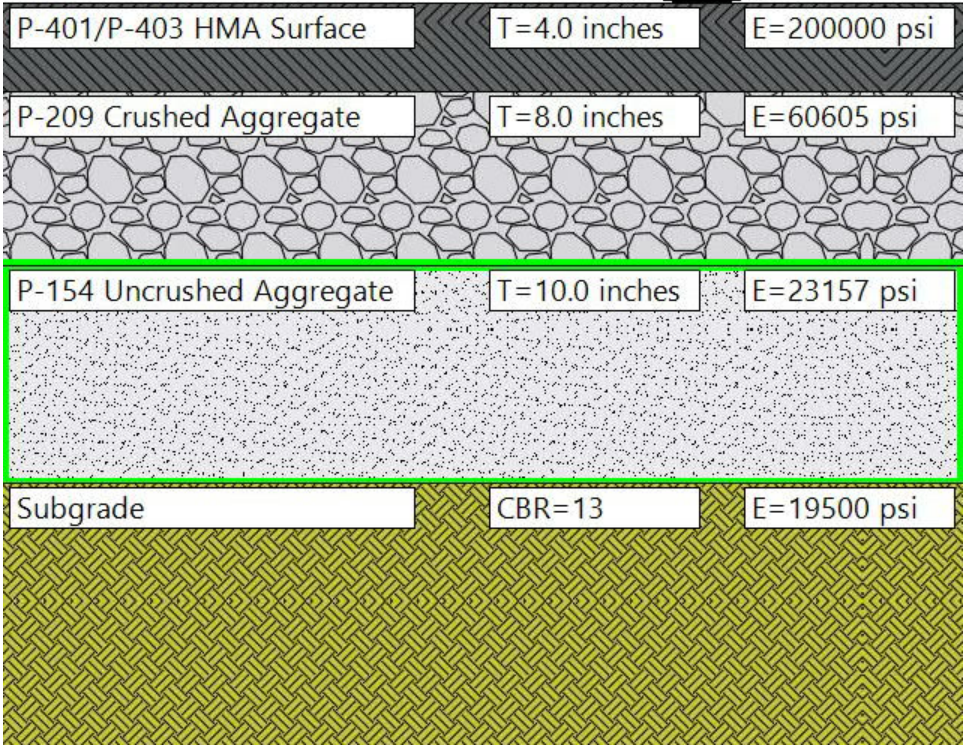 P-401/P-403 HMA Surface T=4.0 inches E=200000 psi
P-209 Crushed Aggregate T=8.0 inches E=60605 psi
P-154 Uncrushed Aggregate T=10.0 inches E=23157 psi
Subgrade CBR=13 E=19500 psi